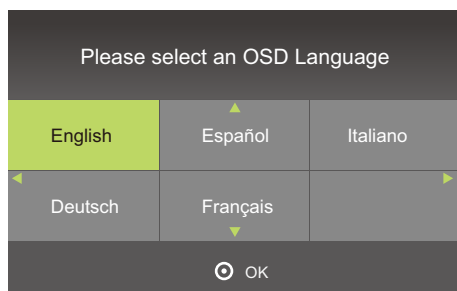 Please select an OSD Language
English Español Italiano
Deutsch Français
OK